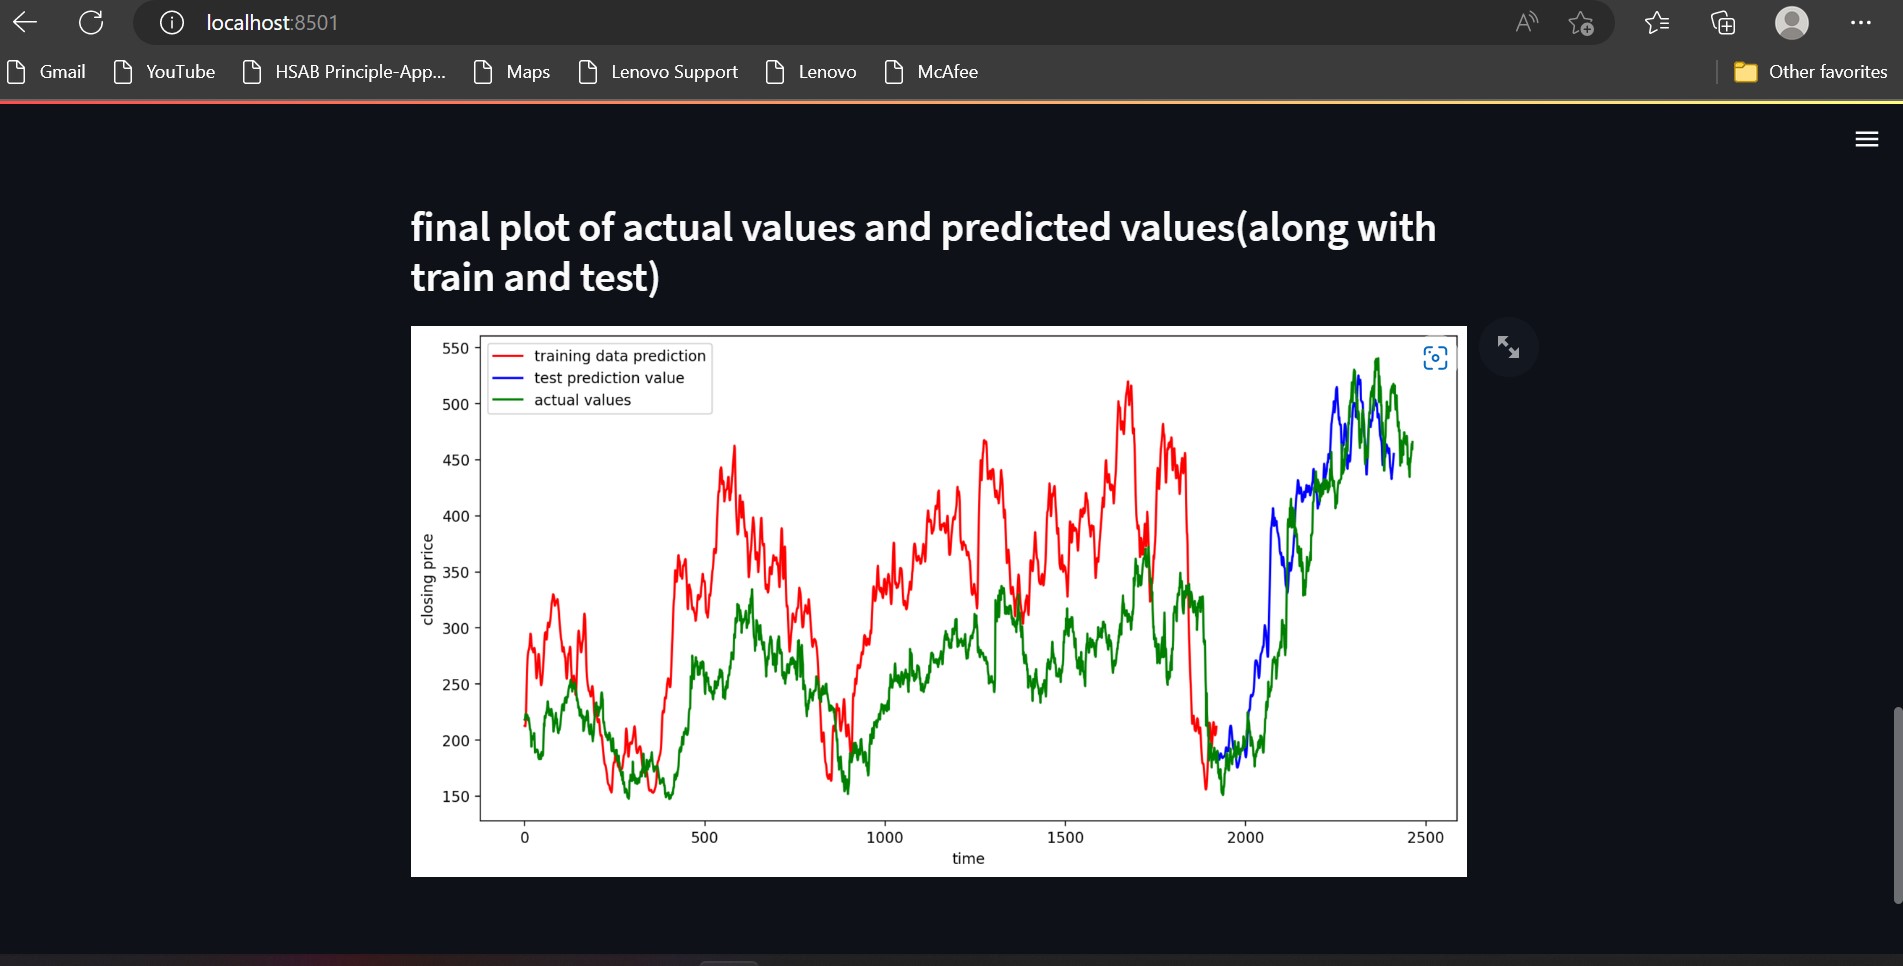 localhost:8501
Gmail YouTube HSAB Principle-App... Maps Lenovo Support Lenovo McAfee Other favorites
final plot of actual values and predicted values(along with
train and test)
training data prediction
test prediction value
actual values
closing price
550
500
450
400
350
300
250
200
150
0 500 1000 1500 2000 2500
time